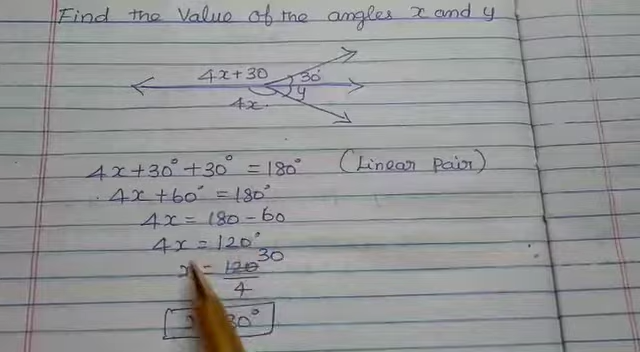 Find the Value of the angles x and y
4x+30 30°
4x y
4x+30°+30° =180° (Linear pair)
4x+60°=180°
4x = 180-60
4x = 120°
= 120 30
4
30°